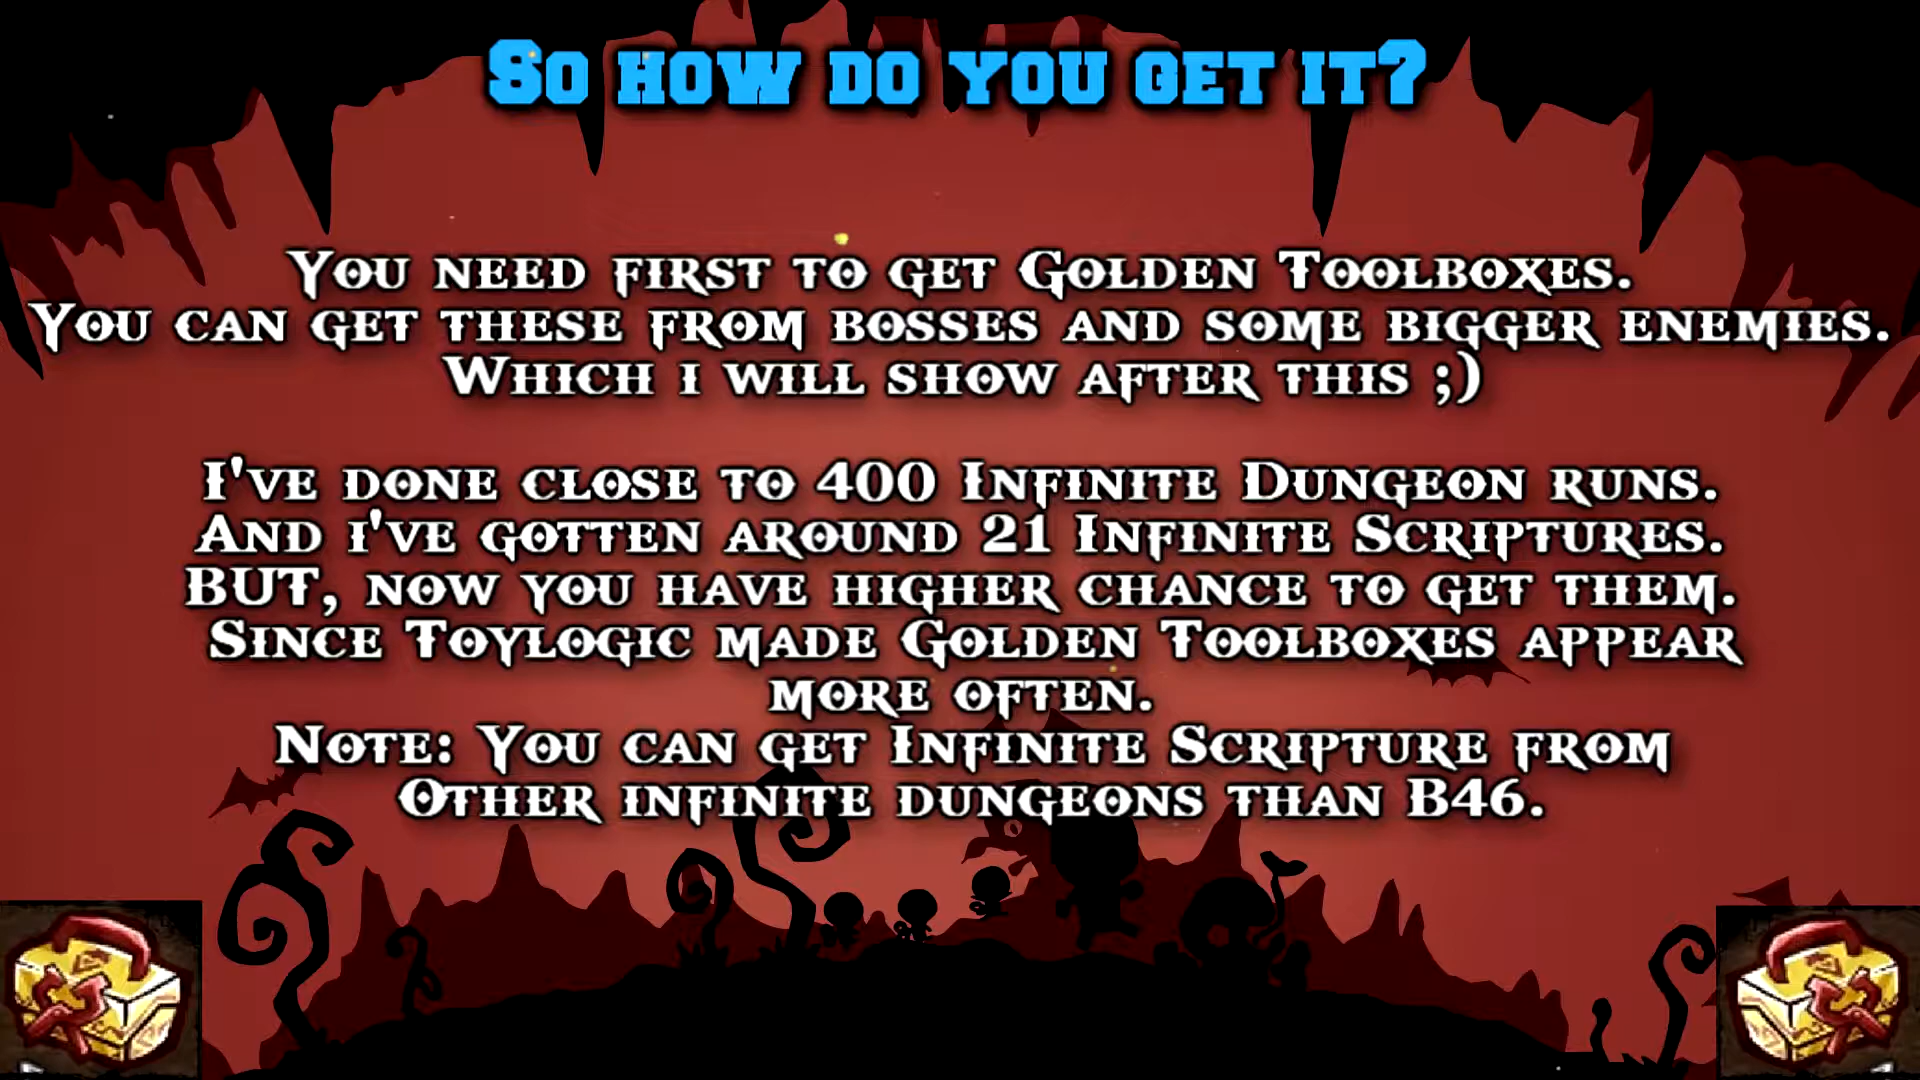 So how do you get it?
You need first to get Golden Toolboxes.
You can get these from bosses and some bigger enemies.
Which i will show after this ;)
I've done close to 400 Infinite Dungeon runs.
And i've gotten around 21 Infinite Scriptures.
BUT, now you have higher chance to get them.
Since Toylogic made Golden Toolboxes appear
more often.
Note: You can get Infinite Scripture from
Other infinite dungeons than B46.